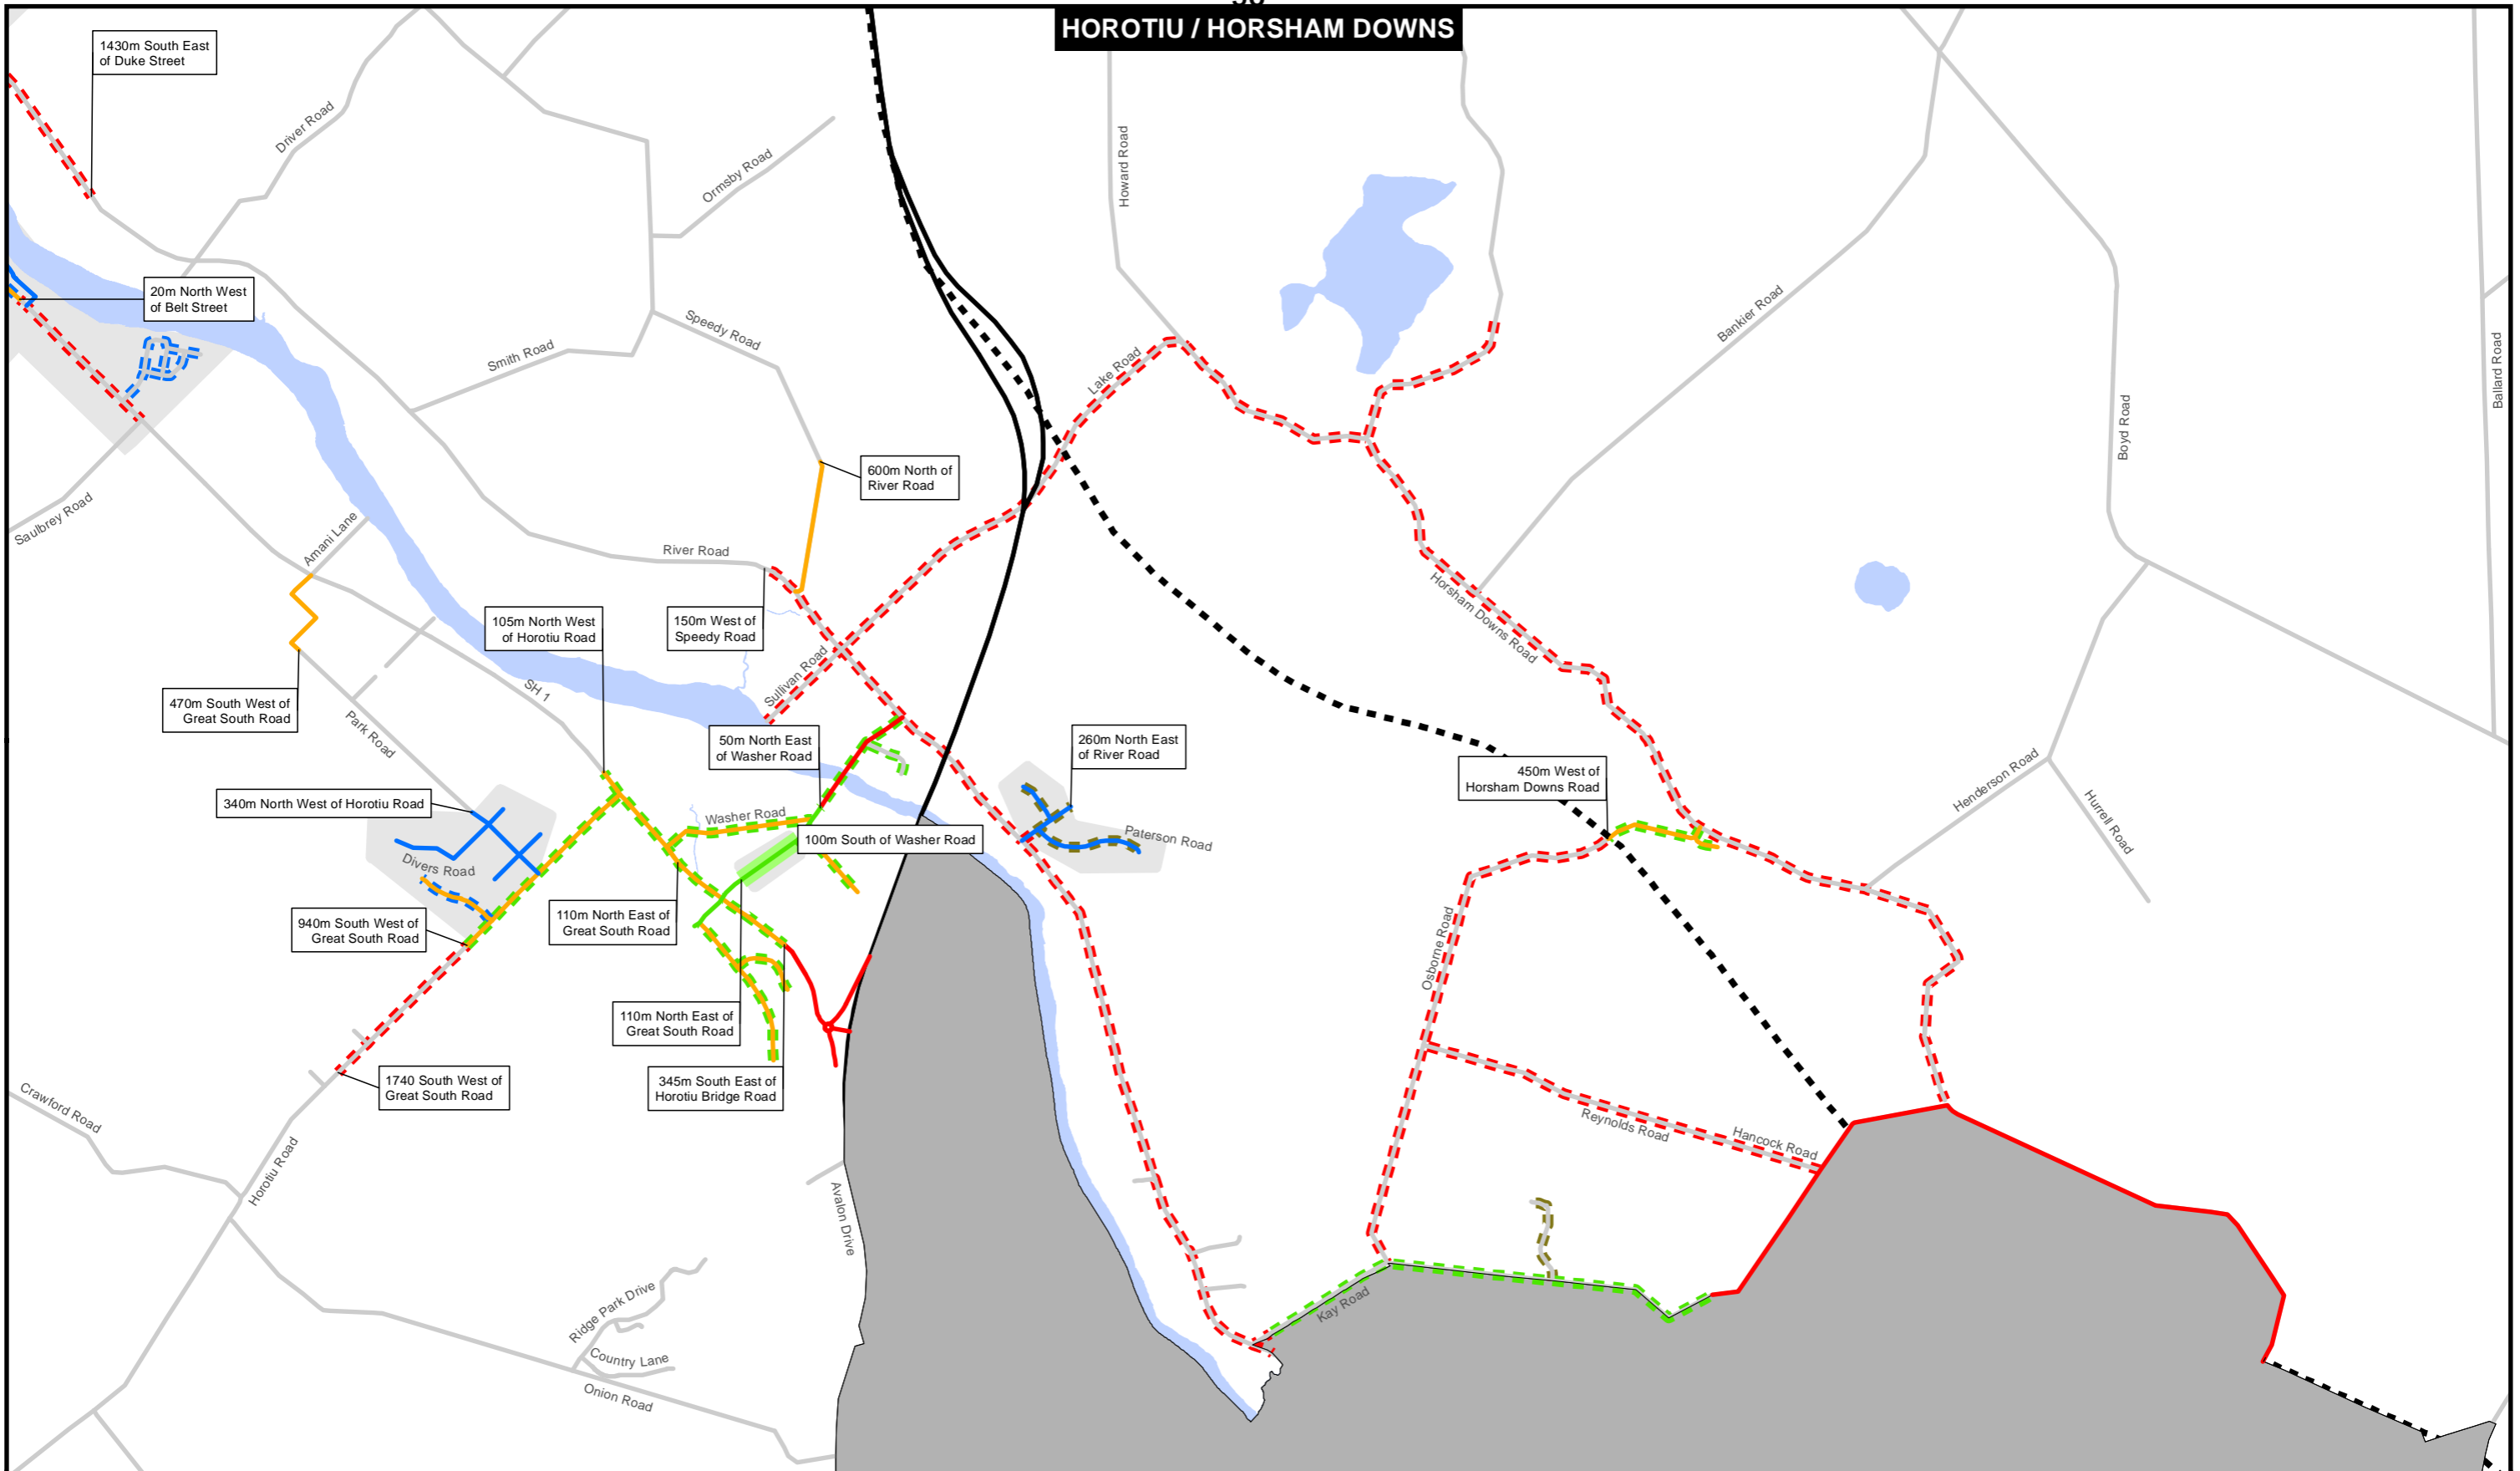 HOROTIU / HORSHAM DOWNS
1430m South East
of Duke Street
Driver Road
Ormsby Road
Howard Road
20m North West
of Belt Street
Speedy Road
Smith Road
Lake Road
Bankier Road
Ballard Road
Boyd Road
600m North of
River Road
Saulbrey Road
Amani Lane
River Road
105m North West
of Horotiu Road
150m West of
Speedy Road
Horsham Downs Road
Sullivan Road
SH 1
470m South West of
Great South Road
Park Road
50m North East
of Washer Road
260m North East
of River Road
450m West of
Horsham Downs Road
Henderson Road
Hurrell Road
340m North West of Horotiu Road
Washer Road
100m South of Washer Road
Paterson Road
Divers Road
940m South West of
Great South Road
110m North East of
Great South Road
Osborne Road
110m North East of
Great South Road
1740 South West of
Great South Road
345m South East of
Horotiu Bridge Road
Crawford Road
Reynolds Road
Hancock Road
Horotiu Road
Avalon Drive
Ridge Park Drive
Kay Road
Country Lane
Onion Road